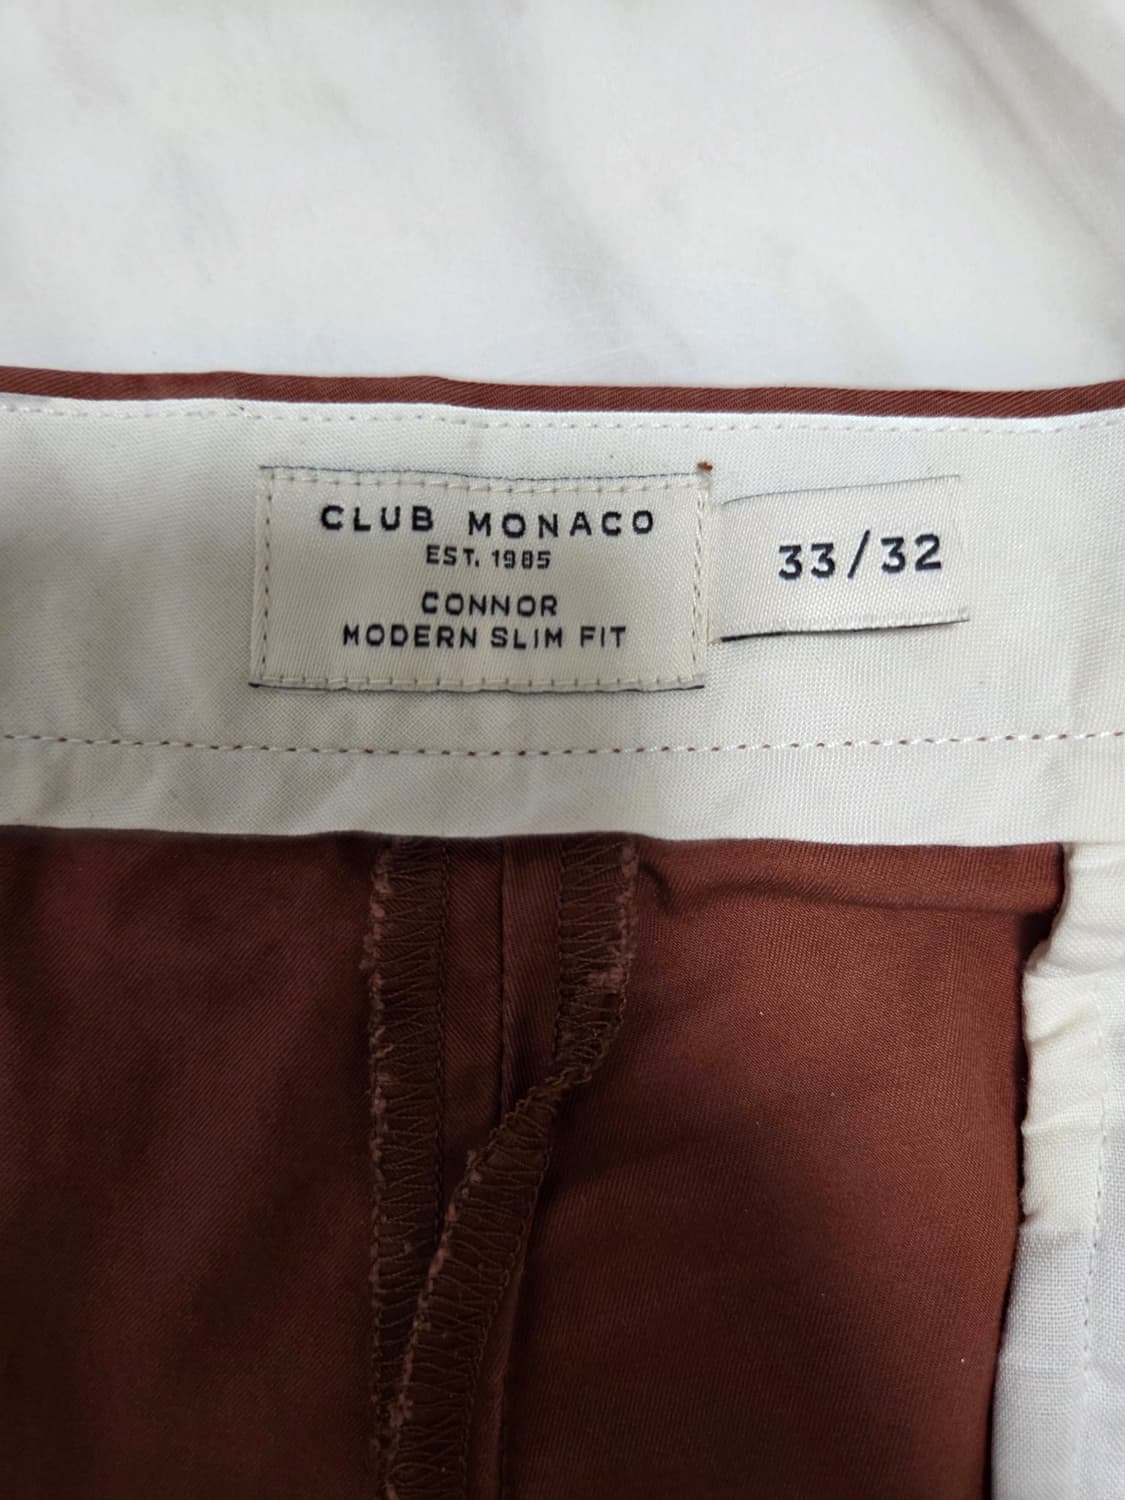 CLUB MONACO
EST. 1985
CONNOR
MODERN SLIM FIT
33/32